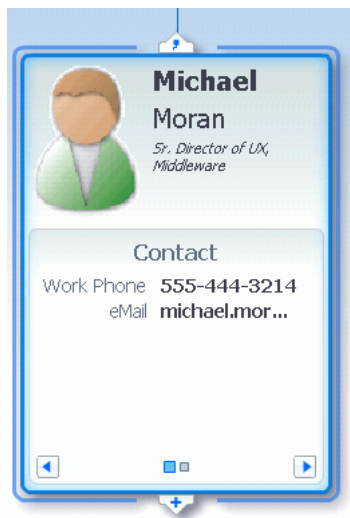 Michael
Moran
Sr. Director of UX,
Middleware
Contact
Work Phone 555-444-3214
eMail michael.mor...